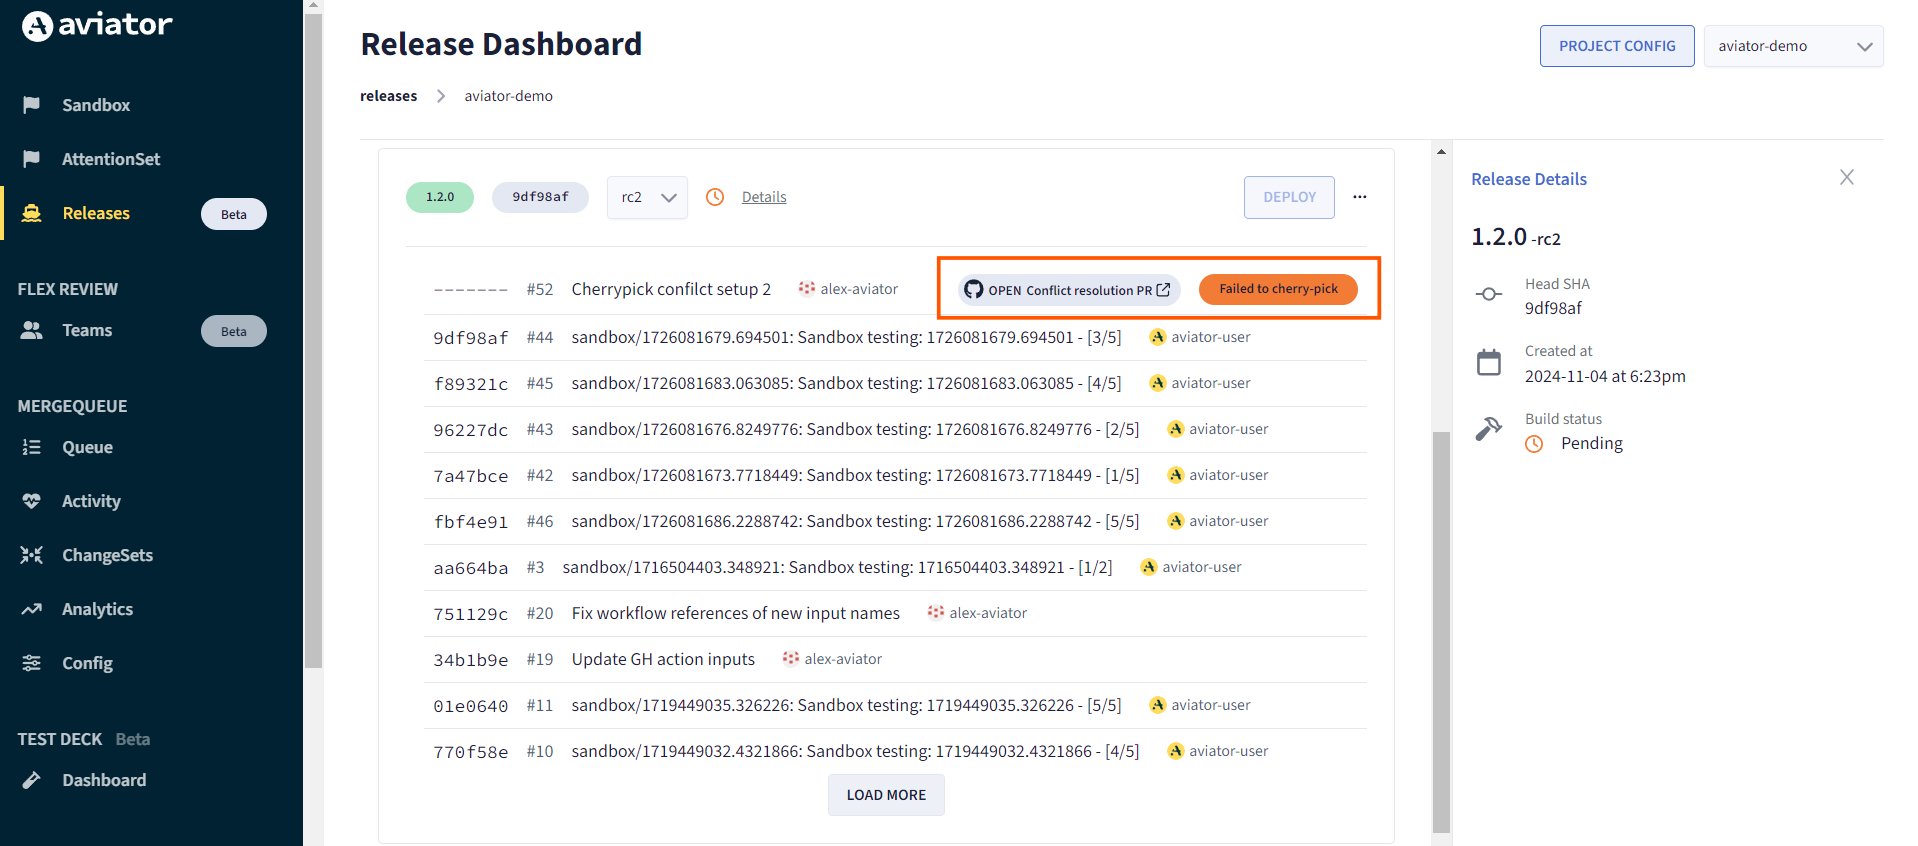 aviator
Sandbox
AttentionSet
Releases Beta
FLEX REVIEW
Teams Beta
MERGEQUEUE
Queue
Activity
ChangeSets
Analytics
Config
TEST DECK Beta
Dashboard
Release Dashboard
PROJECT CONFIG aviator-demo
releases aviator-demo
1.2.0 9df98af rc2 Details DEPLOY ...
------- #52 Cherrypick confilct setup 2 alex-aviator OPEN Conflict resolution PR Failed to cherry-pick
9df98af #44 sandbox/1726081679.694501: Sandbox testing: 1726081679.694501 - [3/5] aviator-user
f89321c #45 sandbox/1726081683.063085: Sandbox testing: 1726081683.063085 - [4/5] aviator-user
96227dc #43 sandbox/1726081676.8249776: Sandbox testing: 1726081676.8249776 - [2/5] aviator-user
7a47bce #42 sandbox/1726081673.7718449: Sandbox testing: 1726081673.7718449 - [1/5] aviator-user
fbf4e91 #46 sandbox/1726081686.2288742: Sandbox testing: 1726081686.2288742 - [5/5] aviator-user
aa664ba #3 sandbox/1716504403.348921: Sandbox testing: 1716504403.348921 - [1/2] aviator-user
751129c #20 Fix workflow references of new input names alex-aviator
34b1b9e #19 Update GH action inputs alex-aviator
01e0640 #11 sandbox/1719449035.326226: Sandbox testing: 1719449035.326226 - [5/5] aviator-user
770f58e #10 sandbox/1719449032.4321866: Sandbox testing: 1719449032.4321866 - [4/5] aviator-user
LOAD MORE
Release Details
1.2.0 -rc2
Head SHA
9df98af
Created at
2024-11-04 at 6:23pm
Build status
Pending